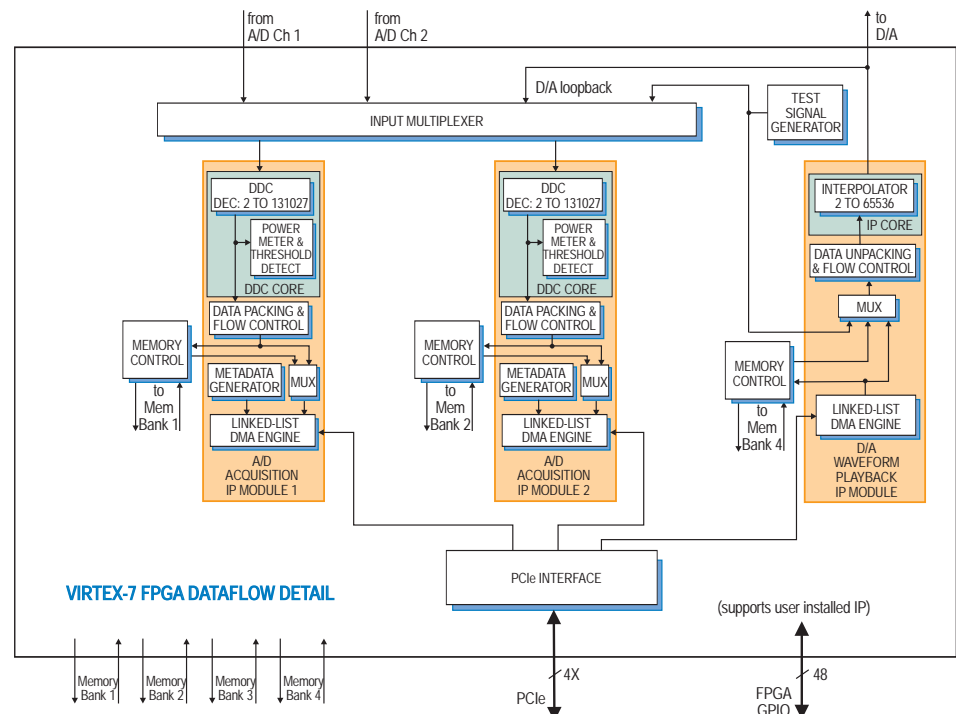 from
A/D Ch 1
from
A/D Ch 2
to
D/A
D/A loopback
INPUT MULTIPLEXER
TEST
SIGNAL
GENERATOR
DDC
DEC: 2 TO 131027
POWER
METER &
THRESHOLD
DETECT
DDC CORE
DATA PACKING &
FLOW CONTROL
MEMORY
CONTROL
to
Mem
Bank 1
METADATA
GENERATOR
MUX
LINKED-LIST
DMA ENGINE
A/D
ACQUISITION
IP MODULE 1
DDC
DEC: 2 TO 131027
POWER
METER &
THRESHOLD
DETECT
DDC CORE
DATA PACKING &
FLOW CONTROL
MEMORY
CONTROL
to
Mem
Bank 2
METADATA
GENERATOR
MUX
LINKED-LIST
DMA ENGINE
A/D
ACQUISITION
IP MODULE 2
INTERPOLATOR
2 TO 65536
IP CORE
DATA UNPACKING
& FLOW CONTROL
MUX
MEMORY
CONTROL
to
Mem
Bank 4
LINKED-LIST
DMA ENGINE
D/A
WAVEFORM
PLAYBACK
IP MODULE
PCIe INTERFACE
VIRTEX-7 FPGA DATAFLOW DETAIL
(supports user installed IP)
Memory
Bank 1
Memory
Bank 2
Memory
Bank 3
Memory
Bank 4
4X
PCIe
48
FPGA
GPIO